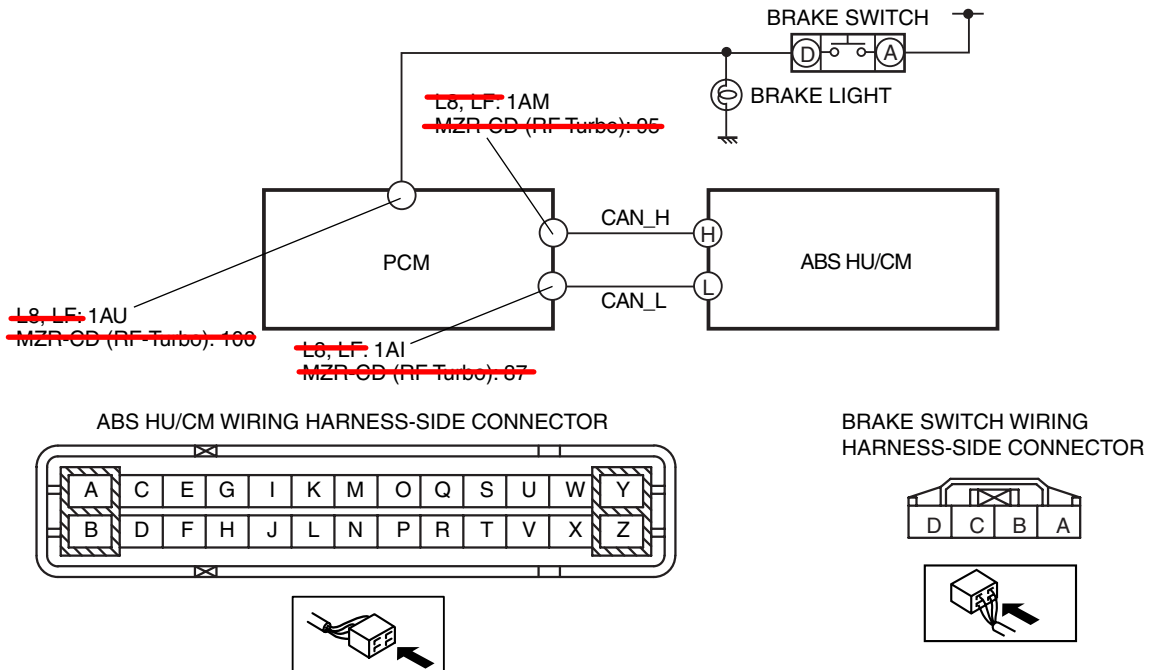 BRAKE SWITCH
D A
BRAKE LIGHT
L8, LF: 1AM
MZR-CD (RF Turbo): 95
PCM
CAN_H
H
ABS HU/CM
CAN_L
L
L8, LF: 1AU
MZR-CD (RF-Turbo): 100
L8, LF: 1AI
MZR-CD (RF Turbo): 87
ABS HU/CM WIRING HARNESS-SIDE CONNECTOR
A C E G I K M O Q S U W Y
B D F H J L N P R T V X Z
BRAKE SWITCH WIRING
HARNESS-SIDE CONNECTOR
D C B A